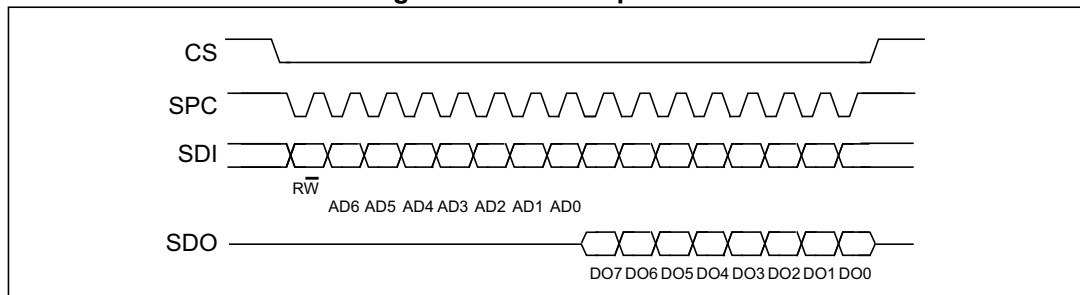 CS
SPC
SDI
RW
AD6 AD5 AD4 AD3 AD2 AD1 AD0
SDO
DO7 DO6 DO5 DO4 DO3 DO2 DO1 DO0